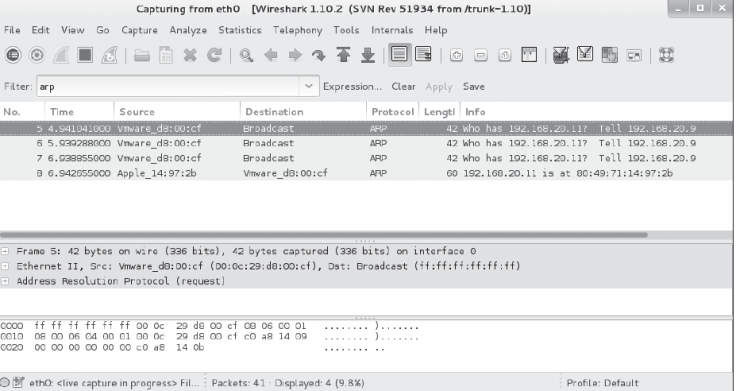 Capturing from eth0 [Wireshark 1.10.2 (SVN Rev 51934 from /trunk-1.10)]
File Edit View Go Capture Analyze Statistics Telephony Tools Internals Help
Filter: arp Expression... Clear Apply Save
No. Time Source Destination Protocol Lengtl Info
5 4.941041000 Vmware_d8:00:cf Broadcast ARP 42 Who has 192.168.20.11? Tell 192.168.20.9
6 5.939288000 Vmware_d8:00:cf Broadcast ARP 42 Who has 192.168.20.11? Tell 192.168.20.9
7 6.938855000 Vmware_d8:00:cf Broadcast ARP 42 Who has 192.168.20.11? Tell 192.168.20.9
8 6.942655000 Apple_14:97:2b Vmware_d8:00:cf ARP 60 192.168.20.11 is at 80:49:71:14:97:2b
Frame 5: 42 bytes on wire (336 bits), 42 bytes captured (336 bits) on interface 0
Ethernet II, Src: Vmware_d8:00:cf (00:0c:29:d8:00:cf), Dst: Broadcast (ff:ff:ff:ff:ff:ff)
Address Resolution Protocol (request)
0000 ff ff ff ff ff ff 00 0c 29 d8 00 cf 08 06 00 01 ........ ).......
0010 08 00 06 04 00 01 00 0c 29 d8 00 cf c0 a8 14 09 ........ ).......
0020 00 00 00 00 00 00 c0 a8 14 0b ........ ..
eth0: <live capture in progress> Fil... Packets: 41 · Displayed: 4 (9.8%) Profile: Default